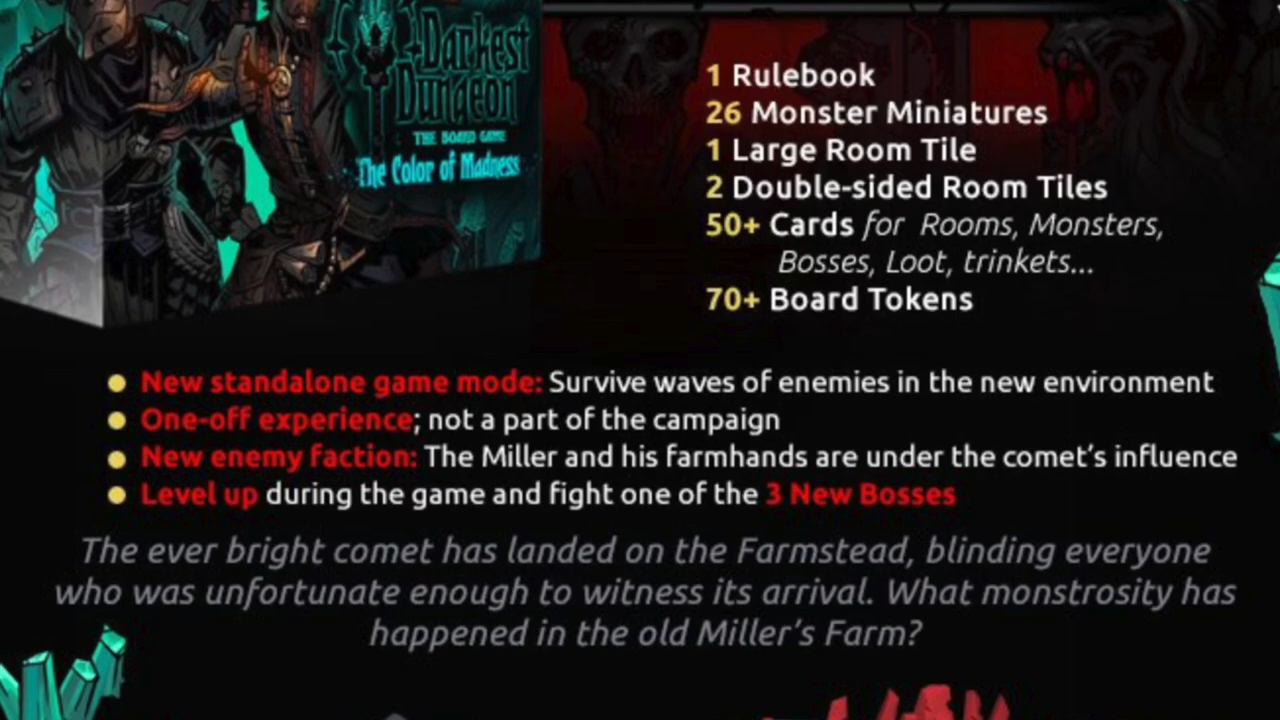 Darkest
Dungeon
THE BOARD GAME
The Color of Madness
1 Rulebook
26 Monster Miniatures
1 Large Room Tile
2 Double-sided Room Tiles
50+ Cards for Rooms, Monsters,
Bosses, Loot, trinkets...
70+ Board Tokens
New standalone game mode: Survive waves of enemies in the new environment
One-off experience; not a part of the campaign
New enemy faction: The Miller and his farmhands are under the comet's influence
Level up during the game and fight one of the 3 New Bosses
The ever bright comet has landed on the Farmstead, blinding everyone
who was unfortunate enough to witness its arrival. What monstrosity has
happened in the old Miller's Farm?